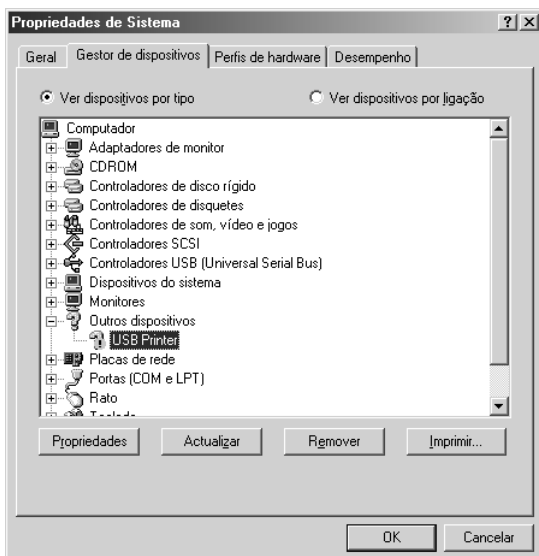 Propriedades de Sistema
Geral Gestor de dispositivos Perfis de hardware Desempenho
Ver dispositivos por tipo Ver dispositivos por ligação
Computador
Adaptadores de monitor
CDROM
Controladores de disco rígido
Controladores de disquetes
Controladores de som, vídeo e jogos
Controladores SCSI
Controladores USB (Universal Serial Bus)
Dispositivos do sistema
Monitores
Outros dispositivos
USB Printer
Placas de rede
Portas (COM e LPT)
Rato
Propriedades Actualizar Remover Imprimir...
OK Cancelar